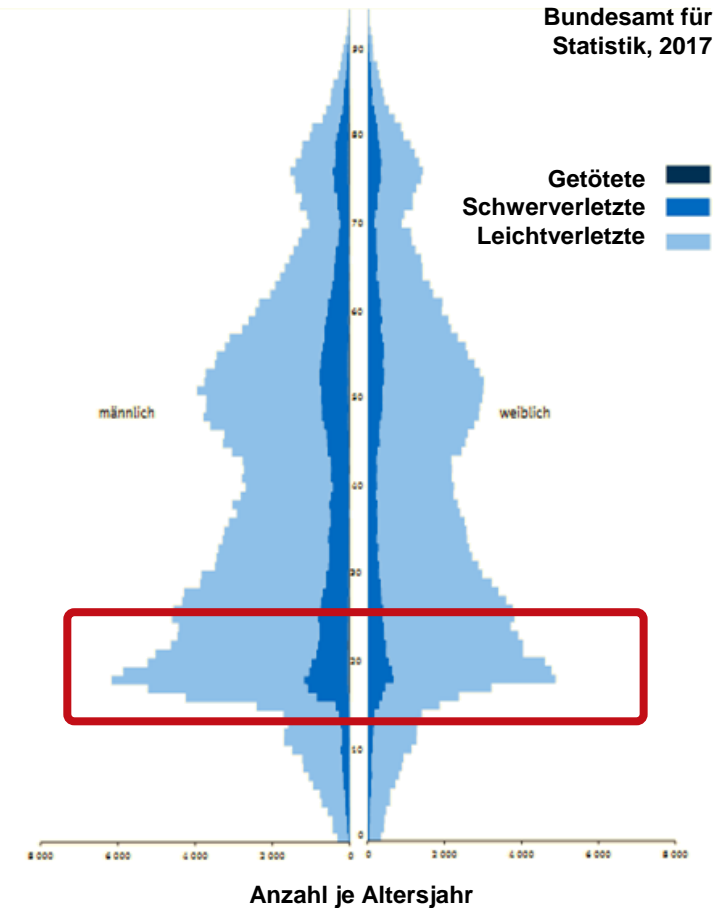 Bundesamt für
Statistik, 2017
90
80
Getötete
Schwerverletzte
Leichtverletzte
70
60
männlich
50
weiblich
40
30
20
10
0
8 000 6 000 4 000 2 000 0 0 2 000 4 000 6 000 8 000
Anzahl je Altersjahr